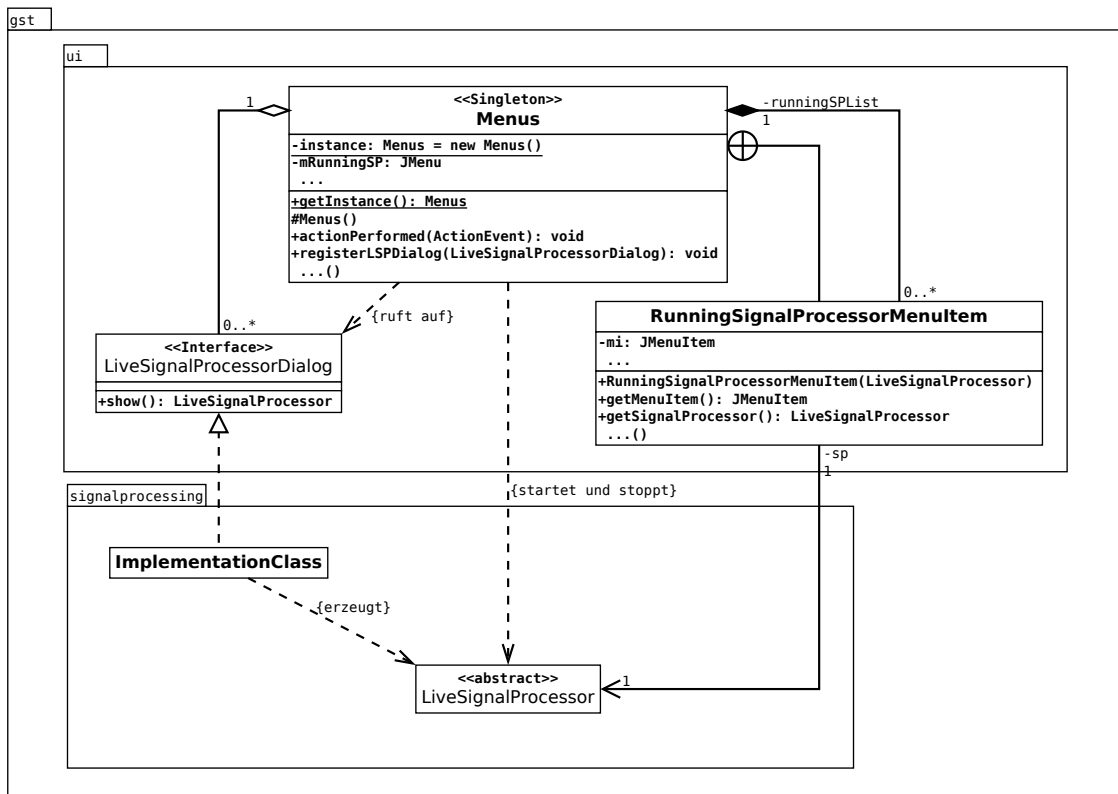 gst
ui
<<Singleton>>
Menus
-instance: Menus = new Menus()
-mRunningSP: JMenu
...
+getInstance(): Menus
#Menus()
+actionPerformed(ActionEvent): void
+registerLSPDialog(LiveSignalProcessorDialog): void
...()
1
-runningSPList
1
0..*
{ruft auf}
0..*
<<Interface>>
LiveSignalProcessorDialog
+show(): LiveSignalProcessor
RunningSignalProcessorMenuItem
-mi: JMenuItem
...
+RunningSignalProcessorMenuItem(LiveSignalProcessor)
+getMenuItem(): JMenuItem
+getSignalProcessor(): LiveSignalProcessor
...()
-sp
1
signalprocessing
{startet und stoppt}
ImplementationClass
{erzeugt}
<<abstract>>
LiveSignalProcessor
1